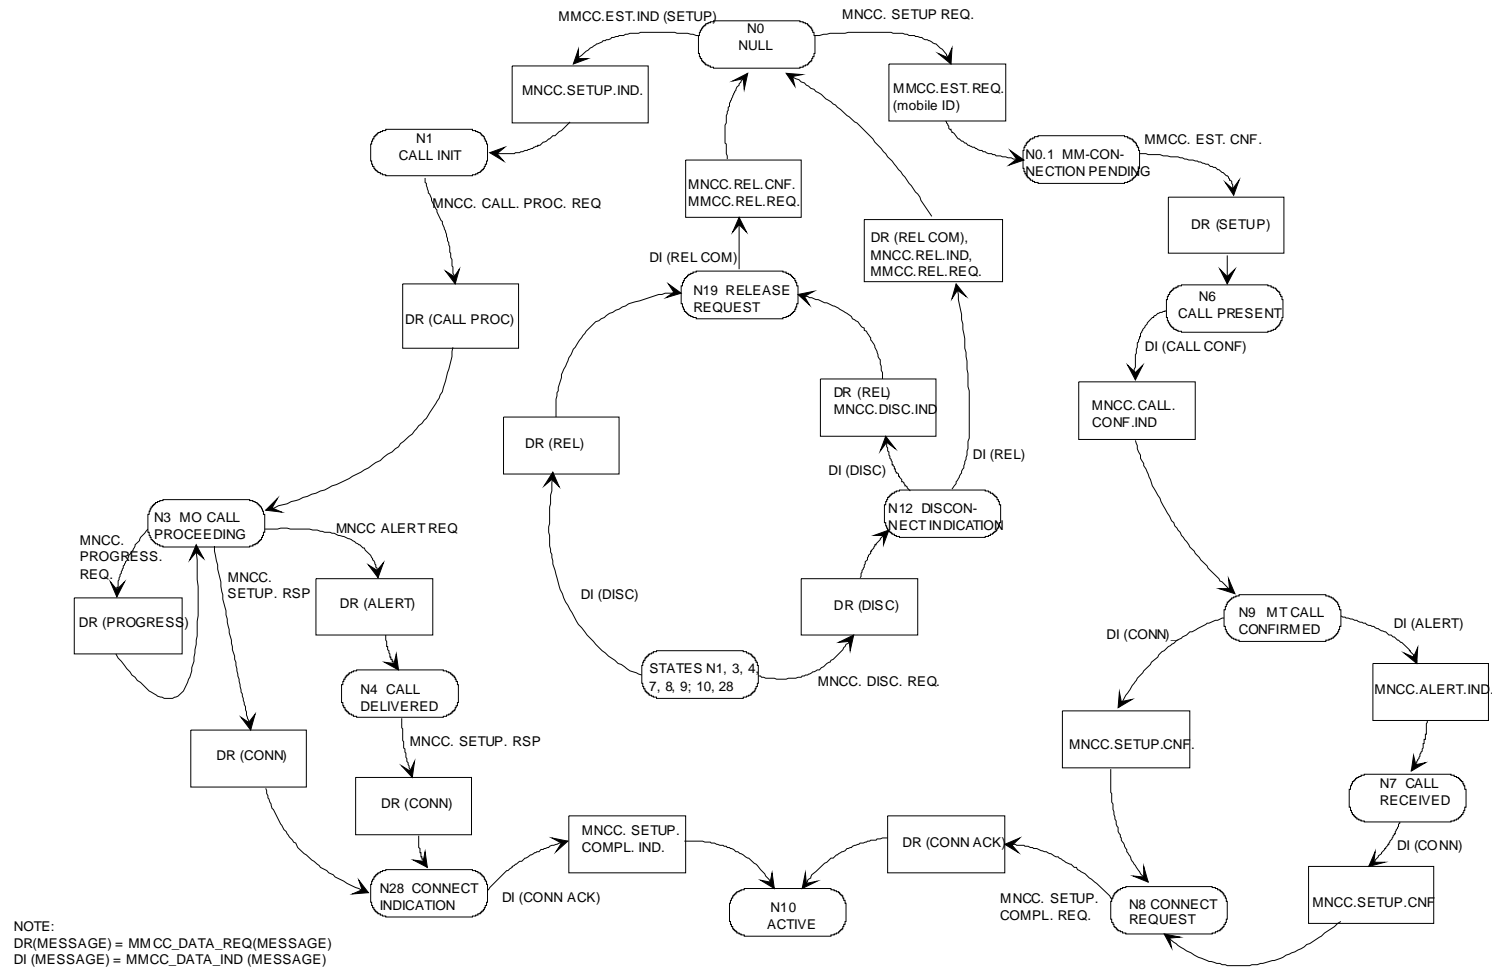 MMCC.EST.IND (SETUP)
N0
NULL
MNCC. SETUP REQ.
MNCC.SETUP.IND.
MMCC.EST.REQ.
(mobile ID)
N1
CALL INIT
N0.1 MM-CON-
NECTION PENDING
MMCC. EST. CNF.
MNCC.REL.CNF.
MMCC.REL.REQ.
MNCC. CALL. PROC. REQ
DR (SETUP)
DR (REL COM),
MNCC.REL.IND,
MMCC.REL.REQ.
DI (REL COM)
N19 RELEASE
REQUEST
N6
CALL PRESENT
DR (CALL PROC)
DI (CALL CONF)
DR (REL)
MNCC.DISC.IND
MNCC.CALL.
CONF.IND
DR (REL)
DI (DISC)
DI (REL)
N3 MO CALL
PROCEEDING
MNCC ALERT REQ
N12 DISCON-
NECT INDICATION
MNCC.
PROGRESS.
REQ.
MNCC.
SETUP. RSP
DI (DISC)
DR (ALERT)
DR (DISC)
DR (PROGRESS)
N9 MT CALL
CONFIRMED
DI (CONN)
DI (ALERT)
STATES N1, 3, 4,
7, 8, 9; 10, 28
MNCC. DISC. REQ.
N4 CALL
DELIVERED
MNCC.ALERT.IND.
MNCC. SETUP. RSP
DR (CONN)
MNCC.SETUP.CNF.
N7 CALL
RECEIVED
DR (CONN)
MNCC. SETUP.
COMPL. IND.
DR (CONN ACK)
DI (CONN)
N28 CONNECT
INDICATION
DI (CONN ACK)
N10
ACTIVE
MNCC. SETUP.
COMPL. REQ.
N8 CONNECT
REQUEST
MNCC.SETUP.CNF
NOTE:
DR(MESSAGE) = MMCC_DATA_REQ(MESSAGE)
DI (MESSAGE) = MMCC_DATA_IND (MESSAGE)